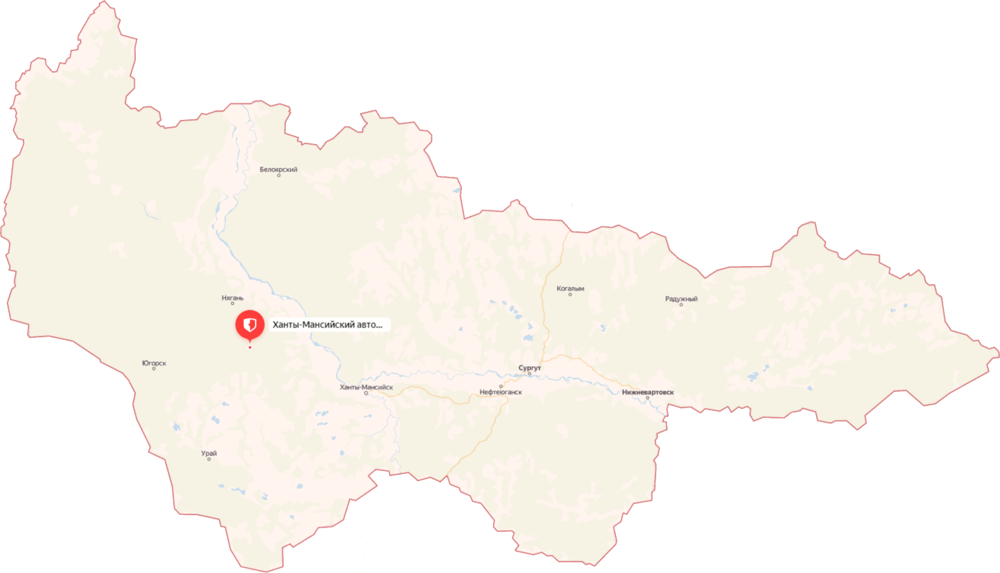 Белоярский
Когалым
Нягань
Радужный
Ханты-Мансийский авто...
Югорск
Сургут
Ханты-Мансийск
Нефтеюганск
Нижневартовск
Урай